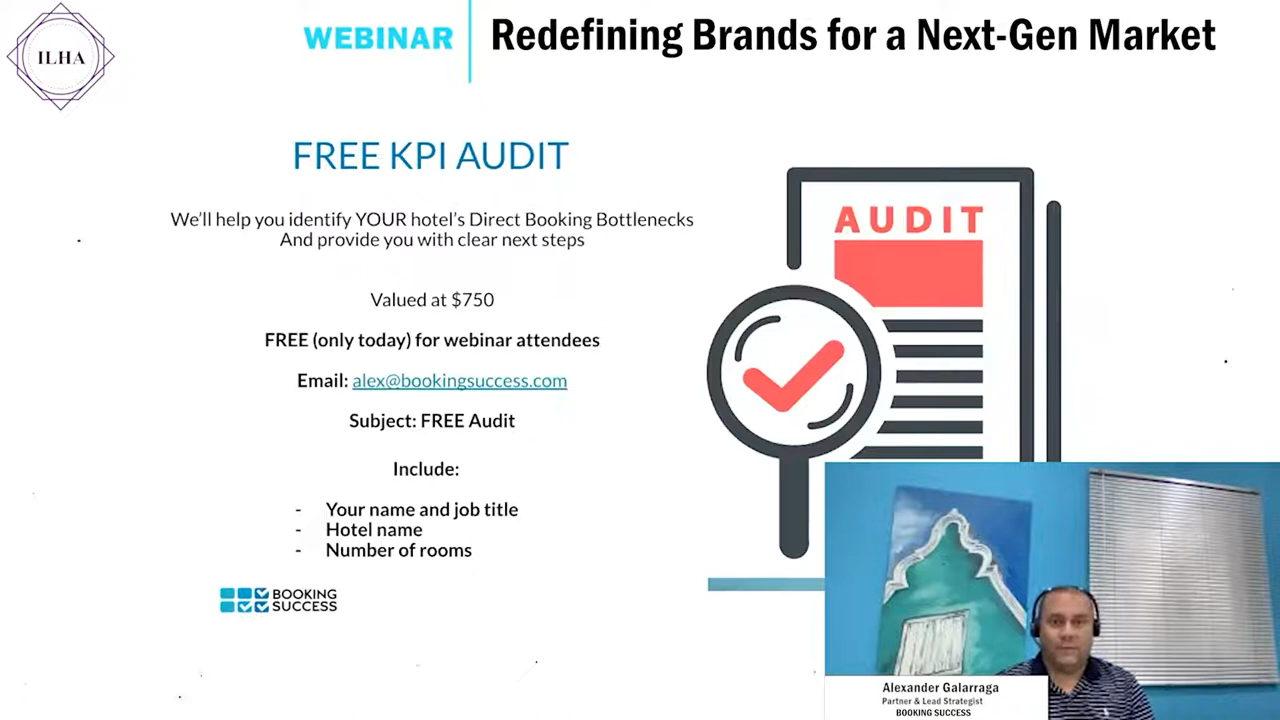 ILHA
WEBINAR
Redefining Brands for a Next-Gen Market
FREE KPI AUDIT
We'll help you identify YOUR hotel's Direct Booking Bottlenecks
And provide you with clear next steps
Valued at $750
FREE (only today) for webinar attendees
Email: alex@bookingsuccess.com
Subject: FREE Audit
Include:
- Your name and job title
- Hotel name
- Number of rooms
BOOKING
SUCCESS
AUDIT
Alexander Galarraga
Partner & Lead Strategist
BOOKING SUCCESS